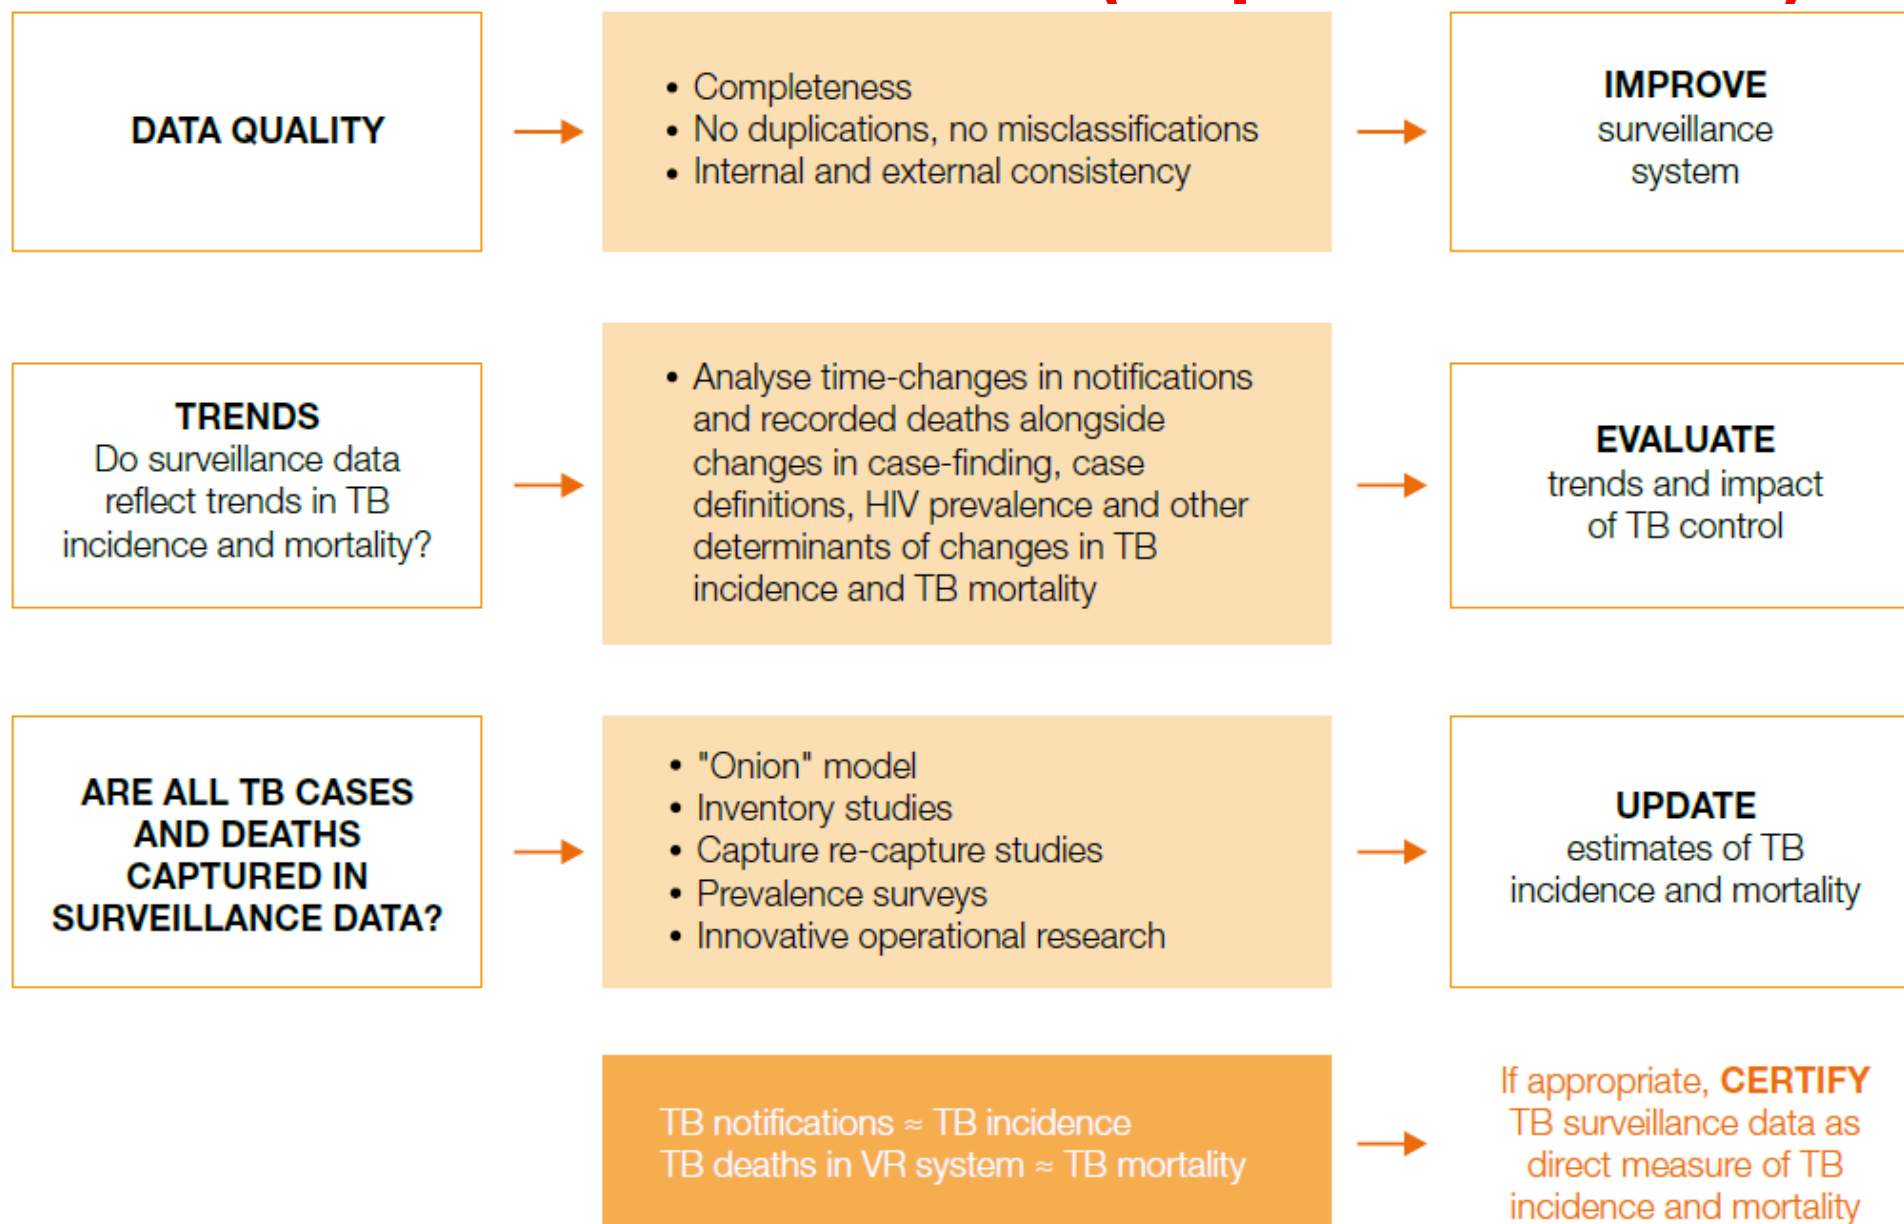 DATA QUALITY
• Completeness
• No duplications, no misclassifications
• Internal and external consistency
IMPROVE
surveillance
system
TRENDS
Do surveillance data
reflect trends in TB
incidence and mortality?
• Analyse time-changes in notifications
and recorded deaths alongside
changes in case-finding, case
definitions, HIV prevalence and other
determinants of changes in TB
incidence and TB mortality
EVALUATE
trends and impact
of TB control
ARE ALL TB CASES
AND DEATHS
CAPTURED IN
SURVEILLANCE DATA?
• "Onion" model
• Inventory studies
• Capture re-capture studies
• Prevalence surveys
• Innovative operational research
UPDATE
estimates of TB
incidence and mortality
TB notifications ≈ TB incidence
TB deaths in VR system ≈ TB mortality
If appropriate, CERTIFY
TB surveillance data as
direct measure of TB
incidence and mortality